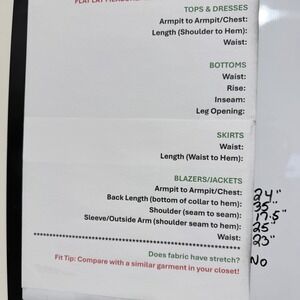 TOPS & DRESSES
Armpit to Armpit/Chest:
Length (Shoulder to Hem):
Waist:
BOTTOMS
Waist:
Rise:
Inseam:
Leg Opening:
SKIRTS
Waist:
Length (Waist to Hem):
BLAZERS/JACKETS
Armpit to Armpit/Chest: 24"
Back Length (bottom of collar to hem): 35"
Shoulder (seam to seam): 17.5"
Sleeve/Outside Arm (shoulder seam to hem): 25"
Waist: 23"
Does fabric have stretch? No
Fit Tip: Compare with a similar garment in your closet!